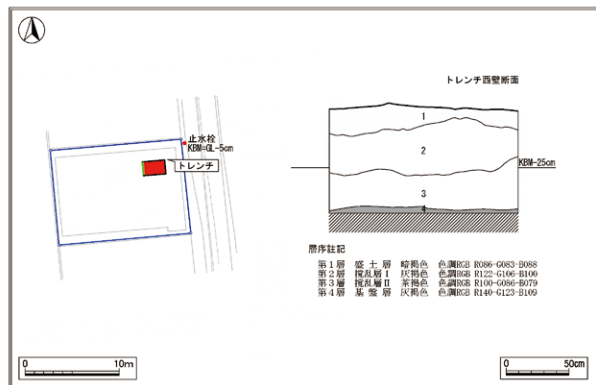 止水栓
KBM=GL-5cm
トレンチ
トレンチ西壁断面
1
2
KBM-25cm
3
4
層序註記
第1層 盛土層 暗褐色 色調RGB R086-G083-B088
第2層 撹乱層Ⅰ 灰褐色 色調RGB R122-G106-B100
第3層 撹乱層Ⅱ 茶褐色 色調RGB R100-G086-B079
第4層 基盤層 灰褐色 色調RGB R140-G123-B109
0 10m
0 50cm